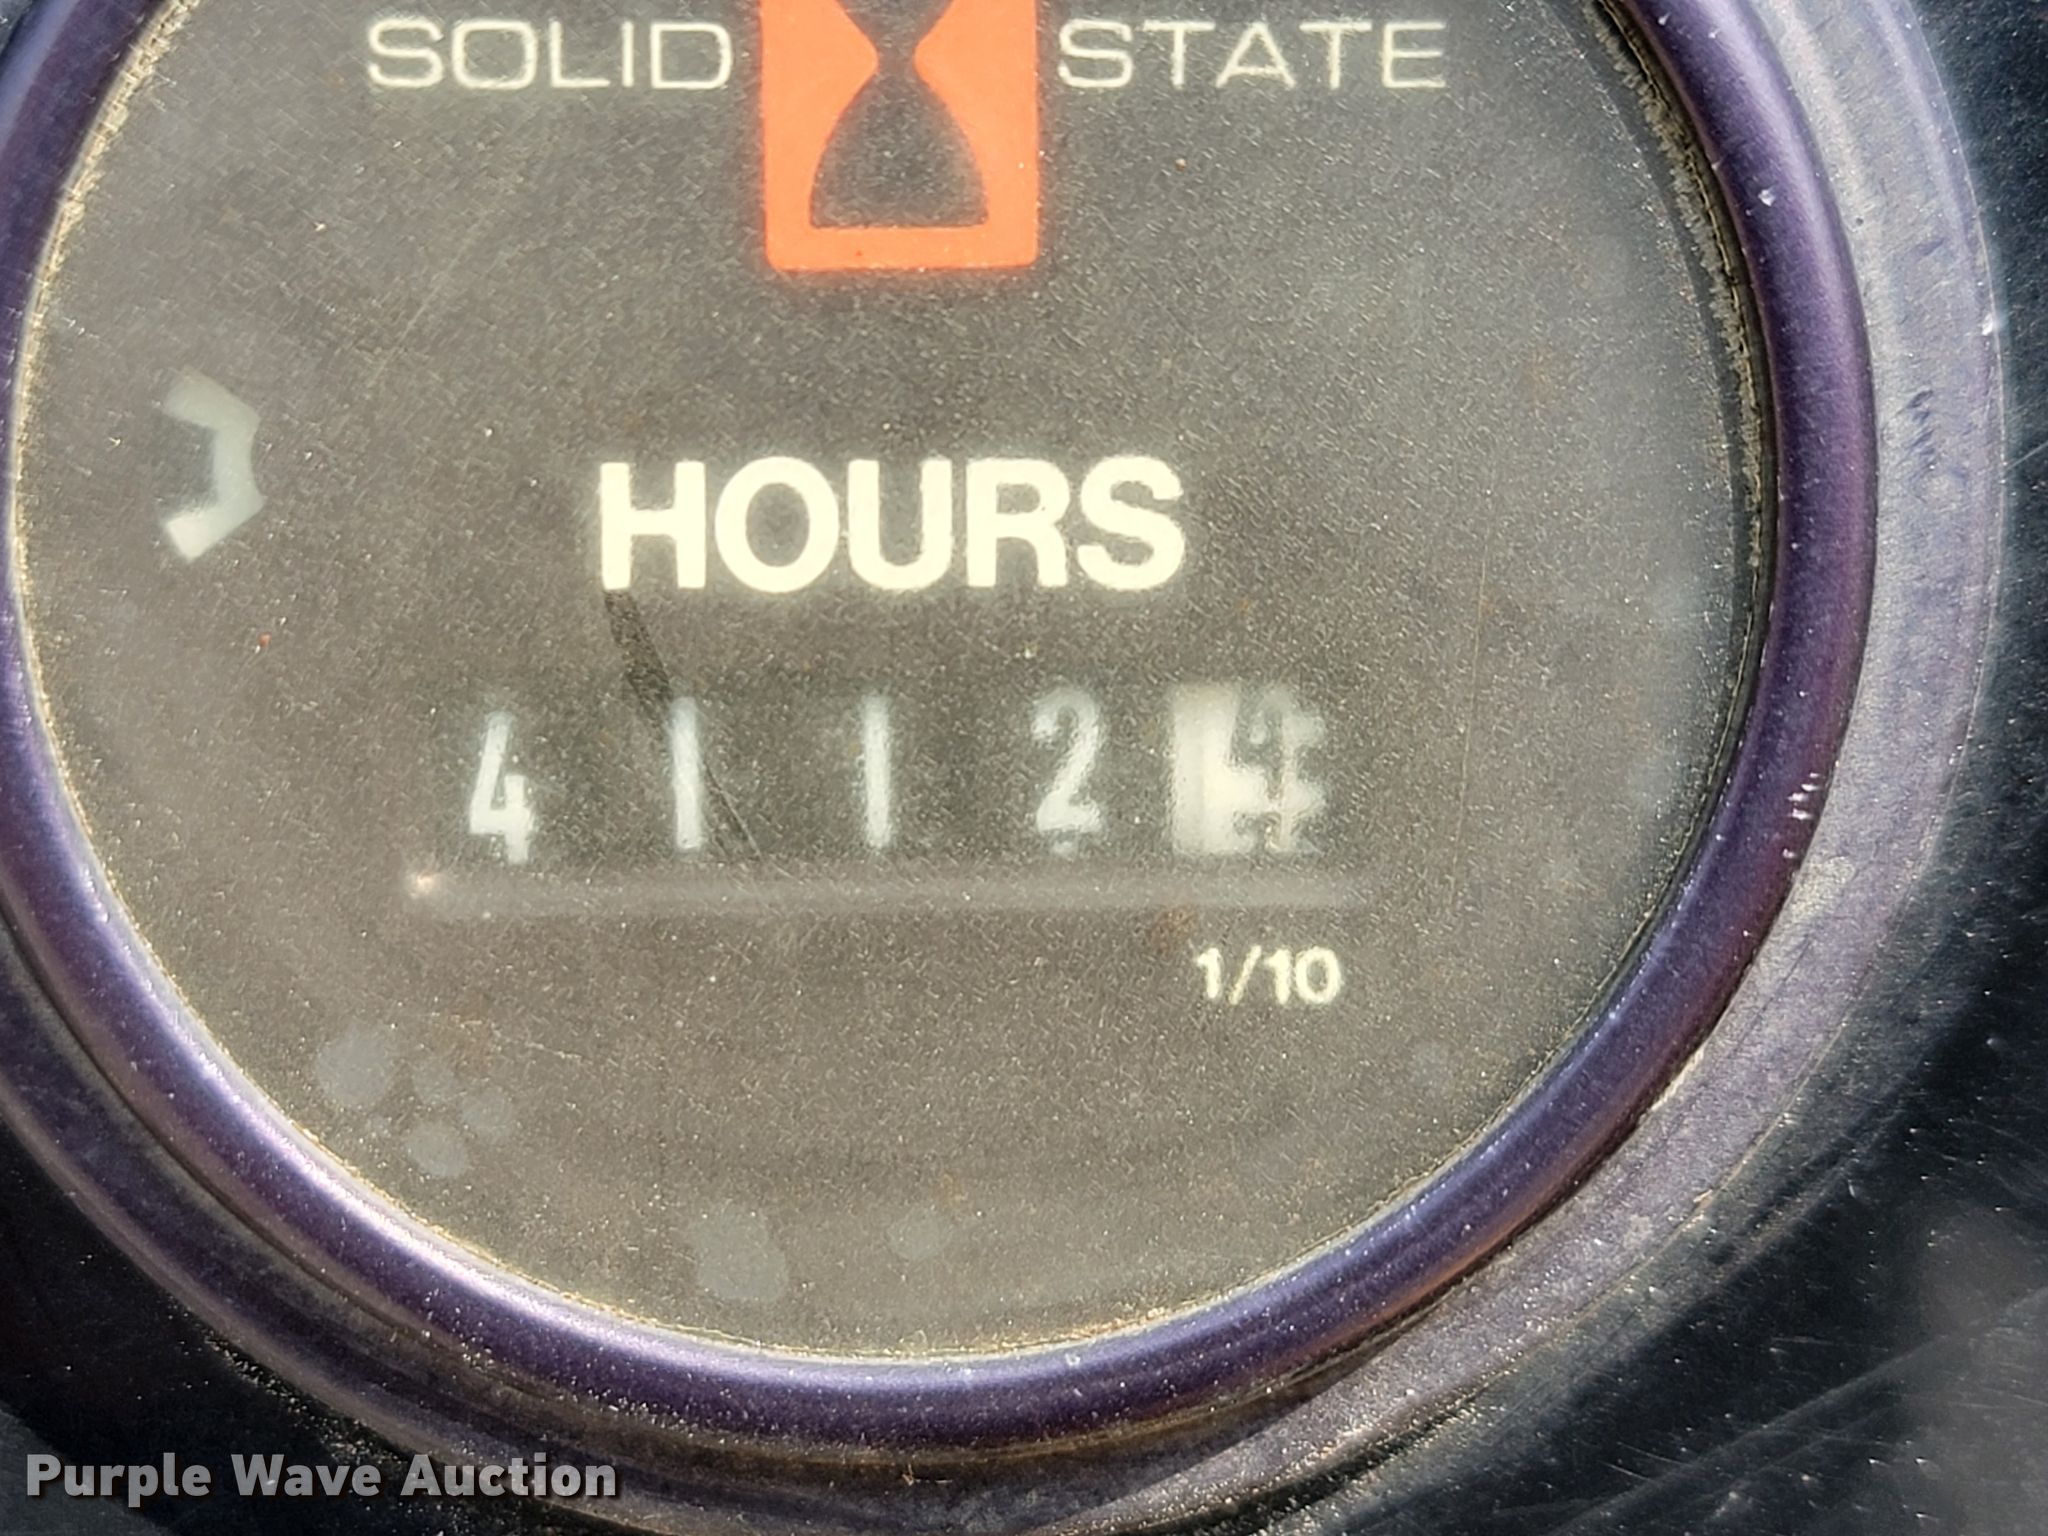 SOLID STATE
HOURS
4112
1/10
Purple Wave Auction